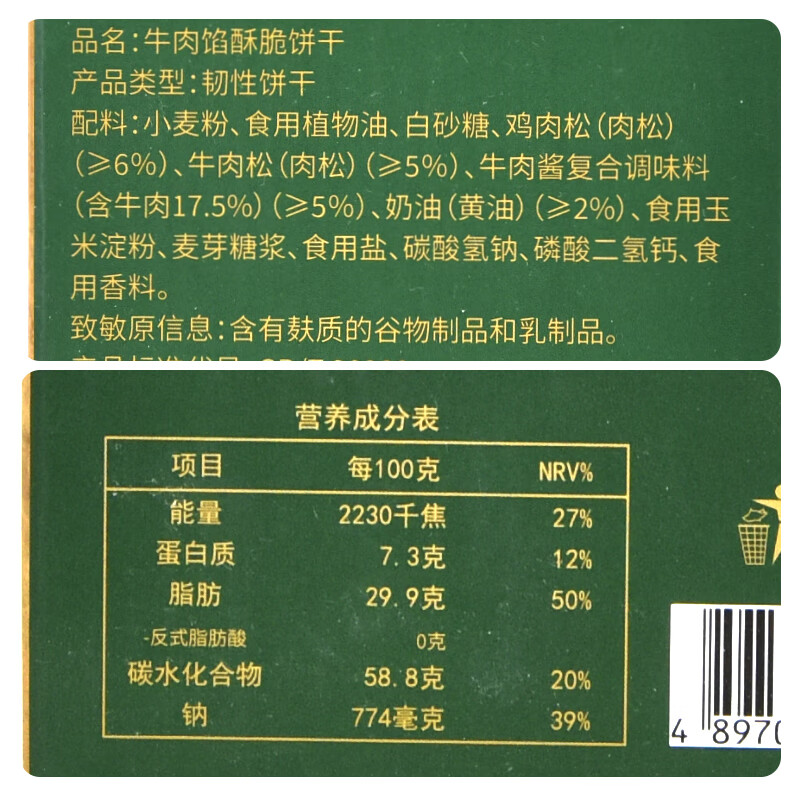 品名:牛肉馅酥脆饼干
产品类型:韧性饼干
配料:小麦粉、食用植物油、白砂糖、鸡肉松(肉松)
(≥6%)、牛肉松(肉松)(≥5%)、牛肉酱复合调味料
(含牛肉17.5%)(≥5%)、奶油(黄油)(≥2%)、食用玉
米淀粉、麦芽糖浆、食用盐、碳酸氢钠、磷酸二氢钙、食
用香料。
致敏原信息:含有麸质的谷物制品和乳制品。
营养成分表
项目 每100克 NRV%
能量 2230千焦 27%
蛋白质 7.3克 12%
脂肪 29.9克 50%
-反式脂肪酸 0克
碳水化合物 58.8克 20%
钠 774毫克 39%
4 8970